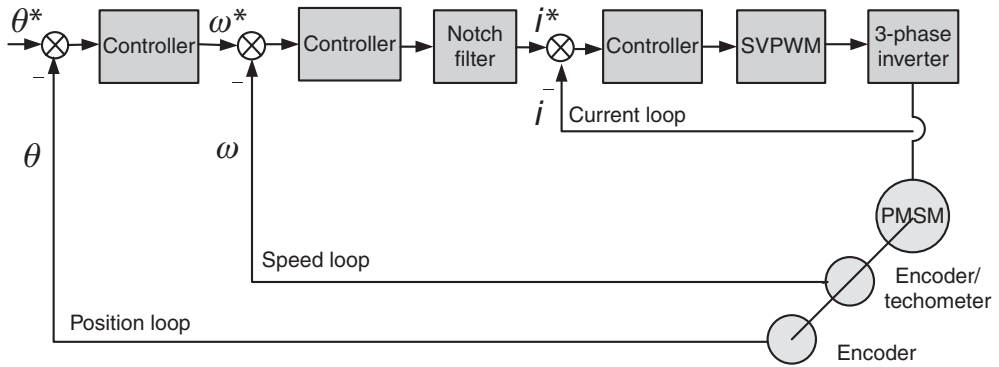 θ*
Controller
ω*
Controller
Notch
filter
i*
Controller
SVPWM
3-phase
inverter
–
–
–
i
Current loop
θ
ω
PMSM
Speed loop
Encoder/
techometer
Position loop
Encoder